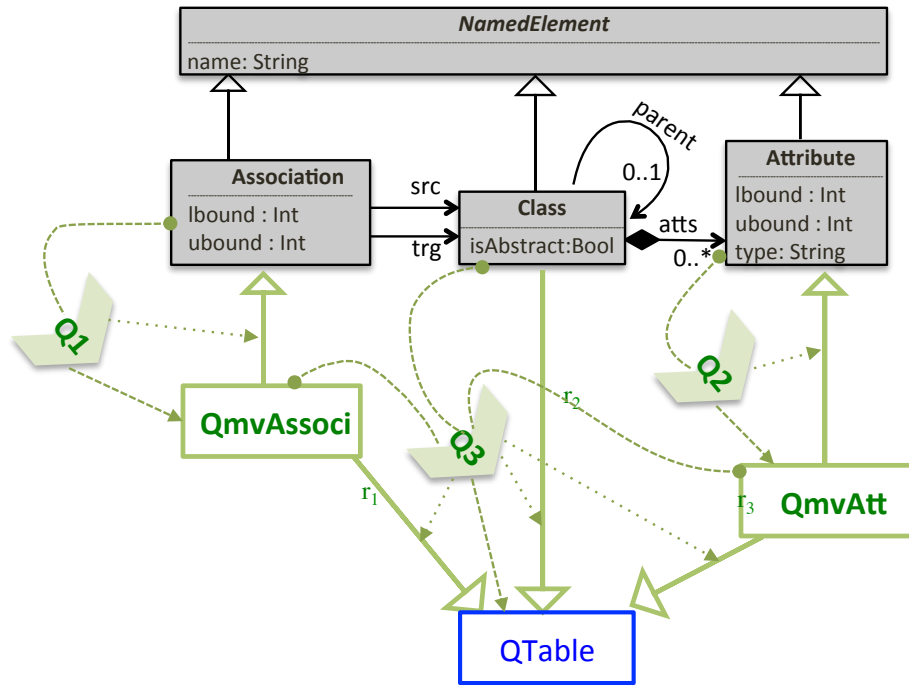 NamedElement
name: String
parent
0..1
Association
lbound : Int
ubound : Int
src
trg
Class
isAbstract:Bool
atts
0..*
Attribute
lbound : Int
ubound : Int
type: String
Q1
Q2
QmvAssoci
r2
Q3
r1
r3
QmvAtt
QTable